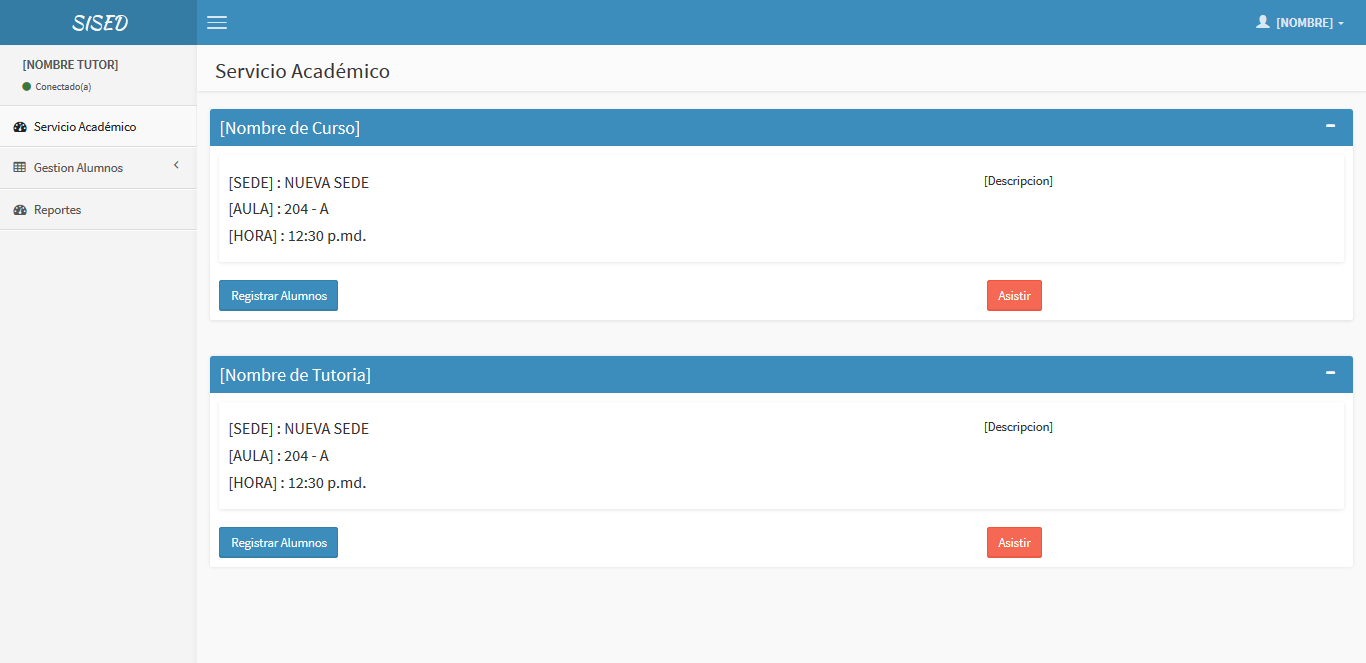 SISED
[NOMBRE]
[NOMBRE TUTOR]
Conectado(a)
Servicio Académico
Gestion Alumnos
Reportes
Servicio Académico
[Nombre de Curso]
[SEDE] : NUEVA SEDE
[Descripcion]
[AULA] : 204 - A
[HORA] : 12:30 p.md.
Registrar Alumnos
Asistir
[Nombre de Tutoria]
[SEDE] : NUEVA SEDE
[Descripcion]
[AULA] : 204 - A
[HORA] : 12:30 p.md.
Registrar Alumnos
Asistir